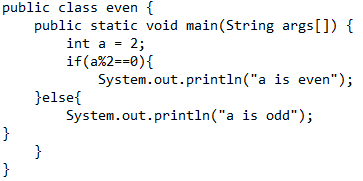 public class even {
    public static void main(String args[]) {
        int a = 2;
        if(a%2==0){
            System.out.println("a is even");
    }else{
        System.out.println("a is odd");
}
    }
}